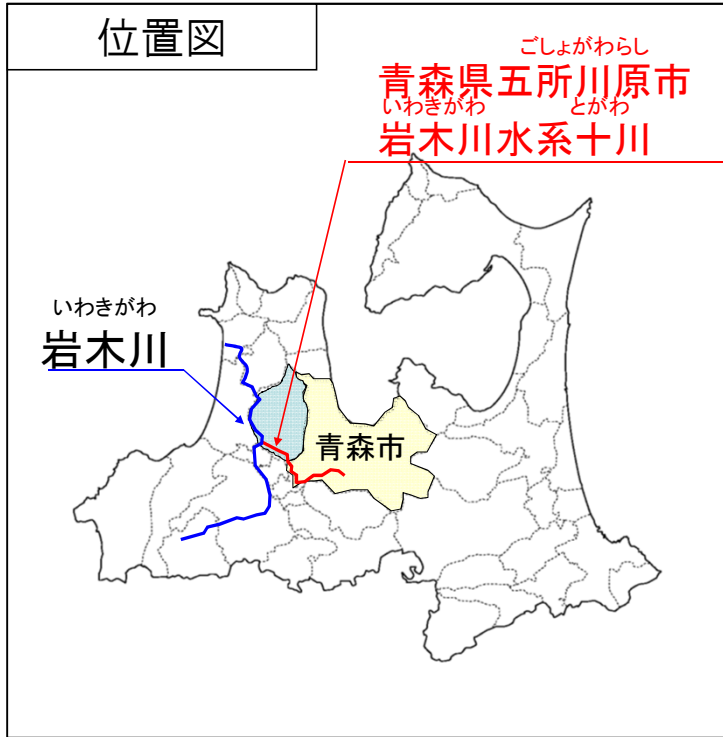 位置図
ごしょがわらし
青森県五所川原市
いわきがわ とがわ
岩木川水系十川
いわきがわ
岩木川
青森市